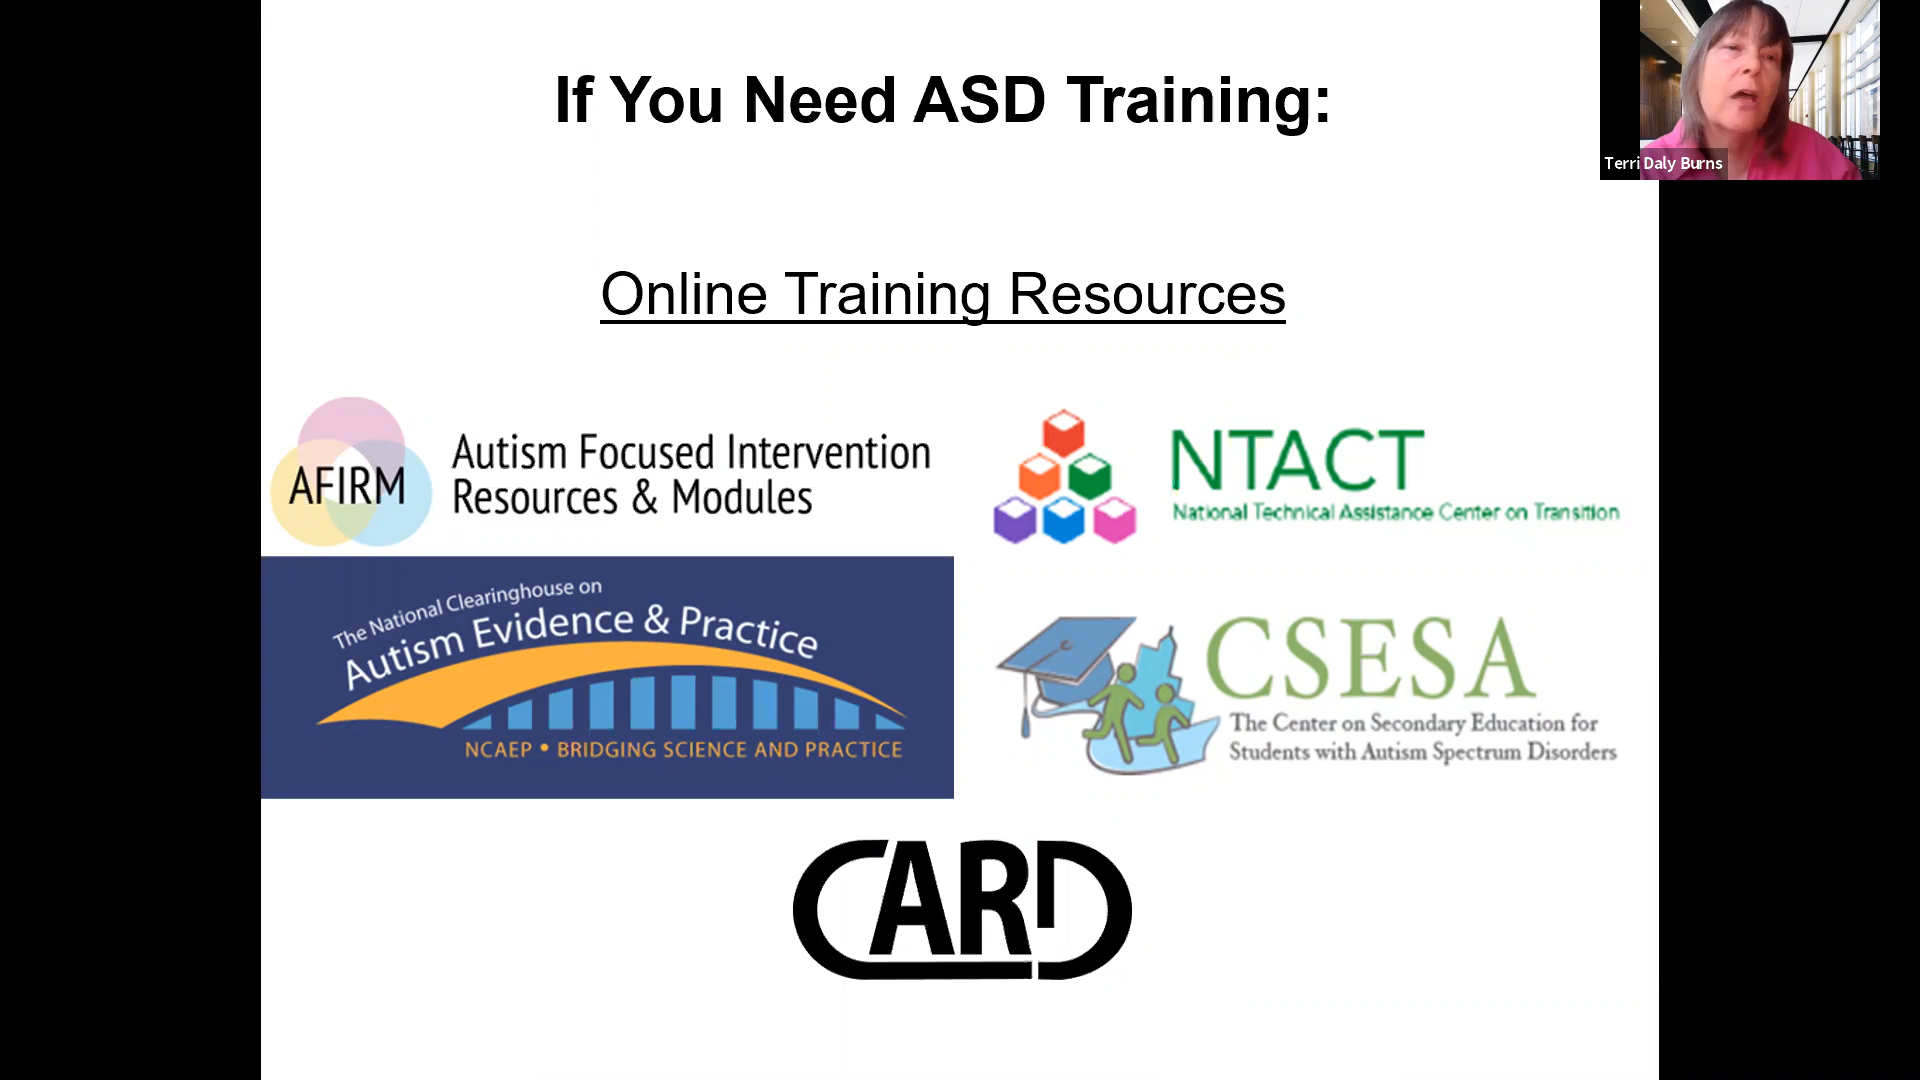 If You Need ASD Training:
Terri Daly Burns
Online Training Resources
AFIRM
Autism Focused Intervention
Resources & Modules
NTACT
National Technical Assistance Center on Transition
The National Clearinghouse on
Autism Evidence & Practice
NCAEP • BRIDGING SCIENCE AND PRACTICE
CSESA
The Center on Secondary Education for
Students with Autism Spectrum Disorders
CARD